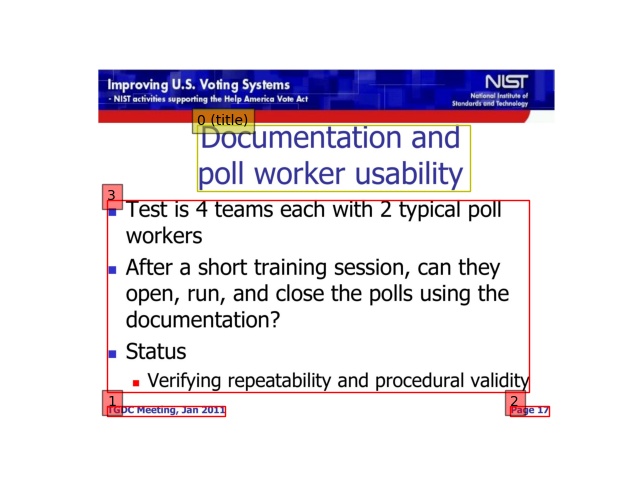 Improving U.S. Voting Systems
- NIST activities supporting the Help America Vote Act
NIST
National Institute of
Standards and Technology
0 (title)
Documentation and
poll worker usability
3
Test is 4 teams each with 2 typical poll
workers
After a short training session, can they
open, run, and close the polls using the
documentation?
Status
Verifying repeatability and procedural validity
1
TGDC Meeting, Jan 2011
2
Page 17